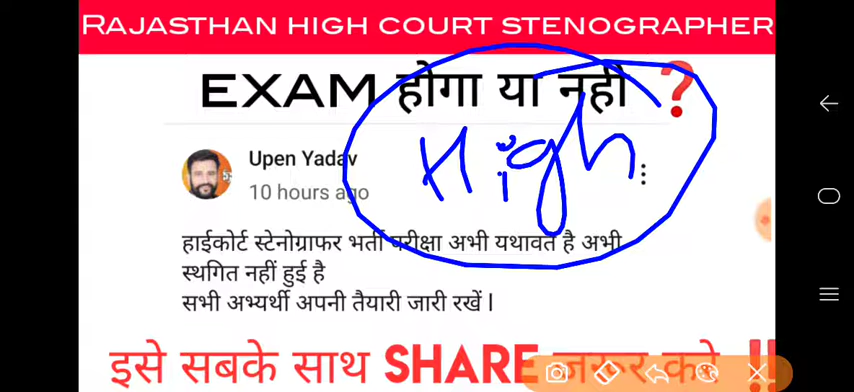 RAJASTHAN HIGH COURT STENOGRAPHER
EXAM होगा या नही ?
High
Upen Yadav
10 hours ago
हाईकोर्ट स्टेनोग्राफर भर्ती परीक्षा अभी यथावत है अभी
स्थगित नहीं हुई है
सभी अभ्यर्थी अपनी तैयारी जारी रखें l
इसे सबके साथ SHARE जरूर करे !!